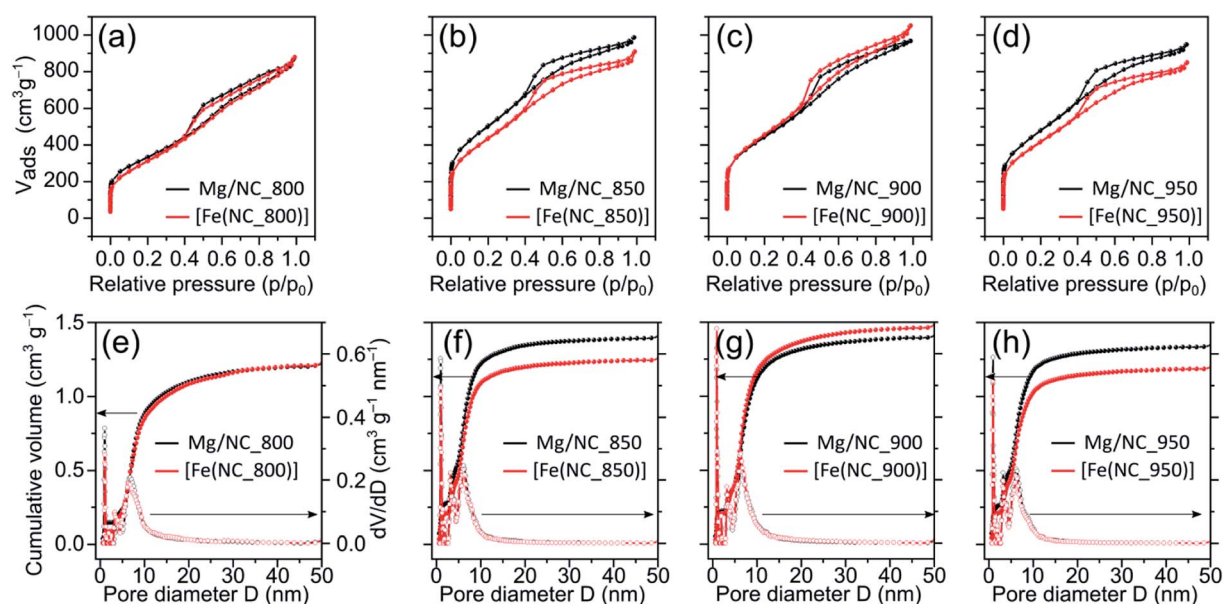 (a)
(b)
(c)
(d)
1000
800
600
400
200
0
Vads (cm³g⁻¹)
Mg/NC_800
[Fe(NC_800)]
Mg/NC_850
[Fe(NC_850)]
Mg/NC_900
[Fe(NC_900)]
Mg/NC_950
[Fe(NC_950)]
0.0 0.2 0.4 0.6 0.8 1.0
0.0 0.2 0.4 0.6 0.8 1.0
0.0 0.2 0.4 0.6 0.8 1.0
0.0 0.2 0.4 0.6 0.8 1.0
Relative pressure (p/p₀)
Relative pressure (p/p₀)
Relative pressure (p/p₀)
Relative pressure (p/p₀)
(e)
(f)
(g)
(h)
1.5
1.0
0.5
0.0
Cumulative volume (cm³ g⁻¹)
0.6
0.4
0.2
0.0
dV/dD (cm³ g⁻¹ nm⁻¹)
Mg/NC_800
[Fe(NC_800)]
Mg/NC_850
[Fe(NC_850)]
Mg/NC_900
[Fe(NC_900)]
Mg/NC_950
[Fe(NC_950)]
0 10 20 30 40 50
0 10 20 30 40 50
0 10 20 30 40 50
0 10 20 30 40 50
Pore diameter D (nm)
Pore diameter D (nm)
Pore diameter D (nm)
Pore diameter D (nm)